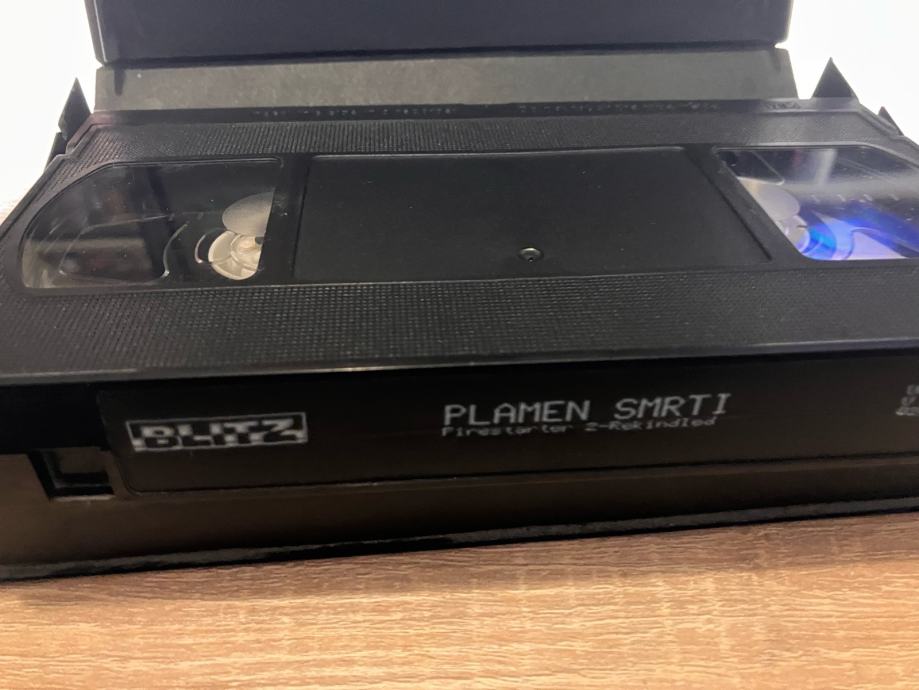 BLITZ
PLAMEN SMRTI
Firestarter 2-Rekindled